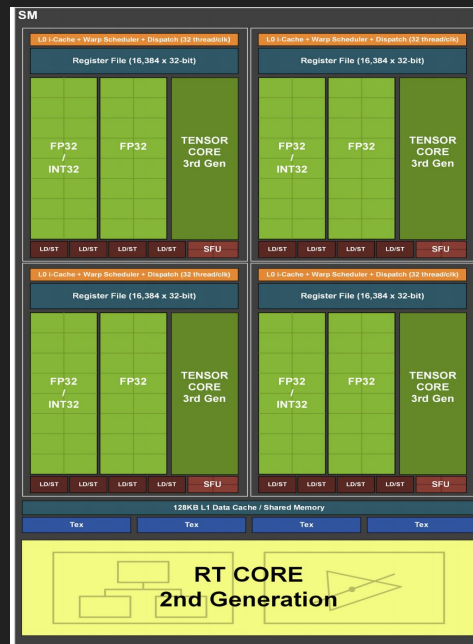 SM
L0 i-Cache + Warp Scheduler + Dispatch (32 thread/clk)
Register File (16,384 x 32-bit)
FP32
/
INT32
FP32
TENSOR
CORE
3rd Gen
LD/ST LD/ST LD/ST LD/ST SFU
L0 i-Cache + Warp Scheduler + Dispatch (32 thread/clk)
Register File (16,384 x 32-bit)
FP32
/
INT32
FP32
TENSOR
CORE
3rd Gen
LD/ST LD/ST LD/ST LD/ST SFU
L0 i-Cache + Warp Scheduler + Dispatch (32 thread/clk)
Register File (16,384 x 32-bit)
FP32
/
INT32
FP32
TENSOR
CORE
3rd Gen
LD/ST LD/ST LD/ST LD/ST SFU
L0 i-Cache + Warp Scheduler + Dispatch (32 thread/clk)
Register File (16,384 x 32-bit)
FP32
/
INT32
FP32
TENSOR
CORE
3rd Gen
LD/ST LD/ST LD/ST LD/ST SFU
128KB L1 Data Cache / Shared Memory
Tex Tex Tex Tex
RT CORE
2nd Generation